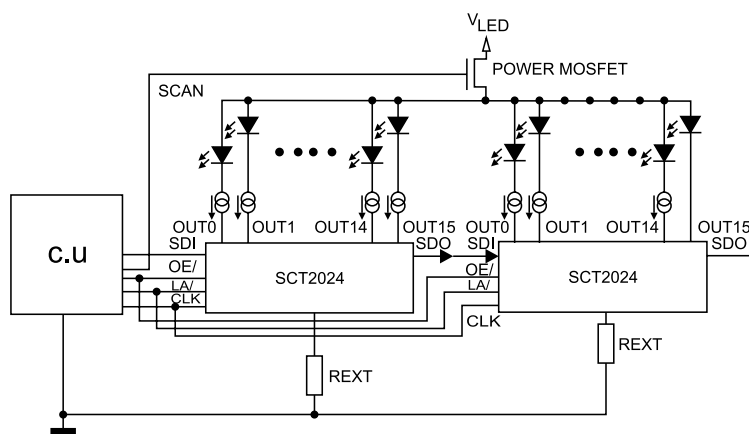 VLED
POWER MOSFET
SCAN
OUT0 OUT1 OUT14 OUT15 OUT0 OUT1 OUT14 OUT15
SDI SDO SDI SDO
c.u
OE/ SCT2024 OE/ SCT2024
LA/ LA/
CLK CLK
REXT REXT